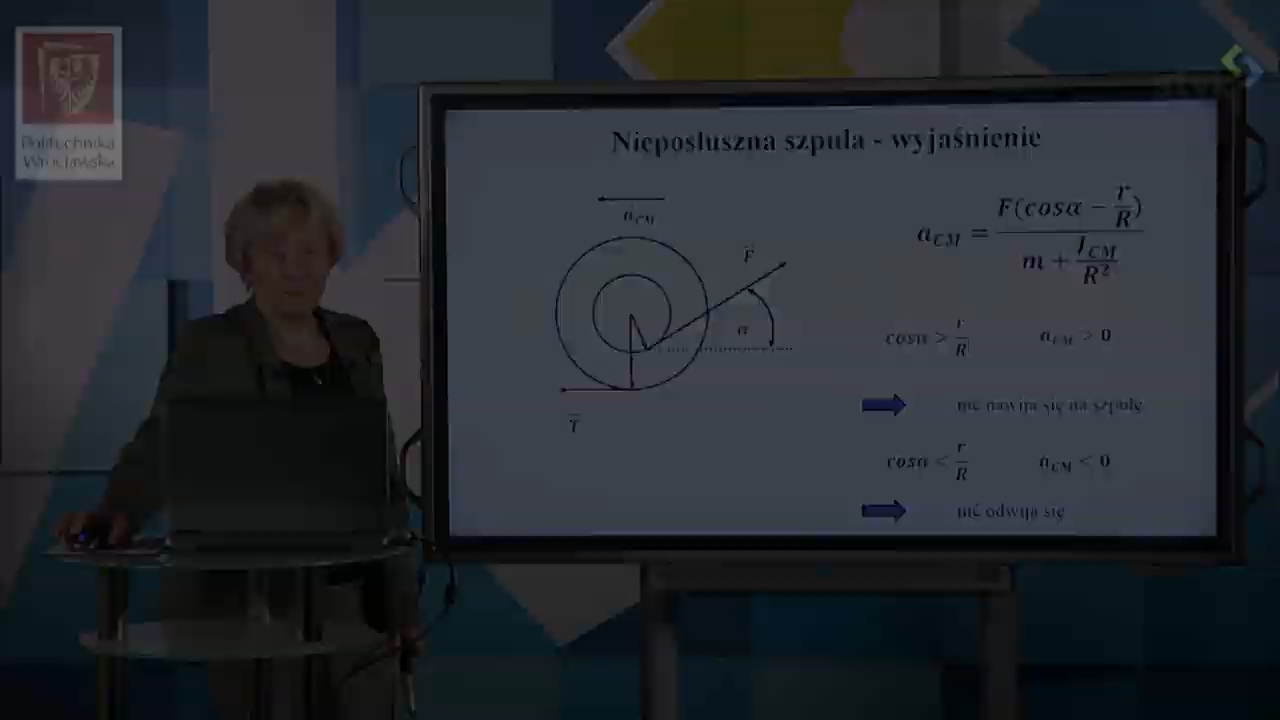 Politechnika
Wrocławska
Nieposłuszna szpula - wyjaśnienie
a_CM
F
α
T
a_CM = F(cosα − r/R) / (m + I_CM/R²)
cosα > r/R a_CM > 0
nić nawija się na szpulę
cosα < r/R a_CM < 0
nić odwija się